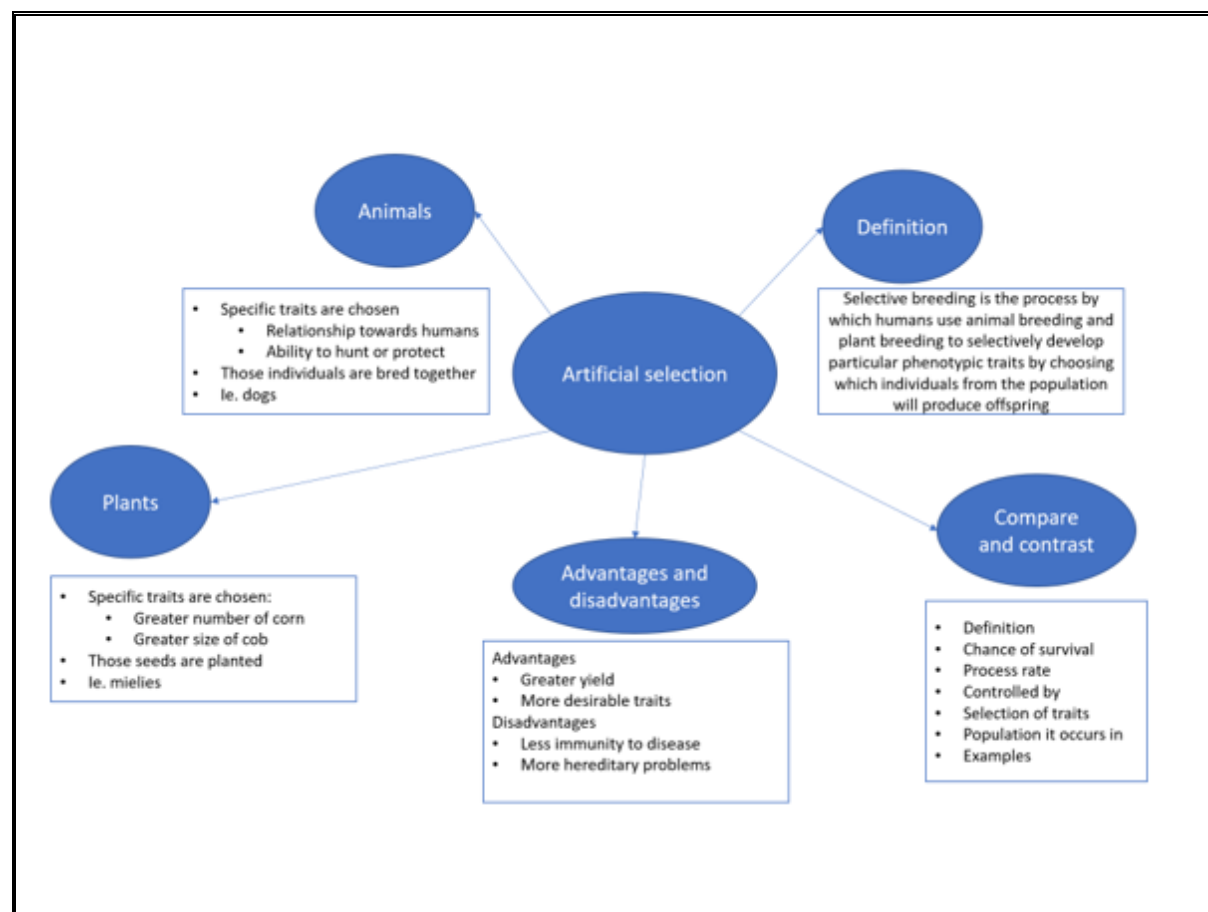 Animals
• Specific traits are chosen
• Relationship towards humans
• Ability to hunt or protect
• Those individuals are bred together
• Ie. dogs
Definition
Selective breeding is the process by
which humans use animal breeding and
plant breeding to selectively develop
particular phenotypic traits by choosing
which individuals from the population
will produce offspring
Artificial selection
Plants
• Specific traits are chosen:
• Greater number of corn
• Greater size of cob
• Those seeds are planted
• Ie. mielies
Advantages and
disadvantages
Advantages
• Greater yield
• More desirable traits
Disadvantages
• Less immunity to disease
• More hereditary problems
Compare
and contrast
• Definition
• Chance of survival
• Process rate
• Controlled by
• Selection of traits
• Population it occurs in
• Examples